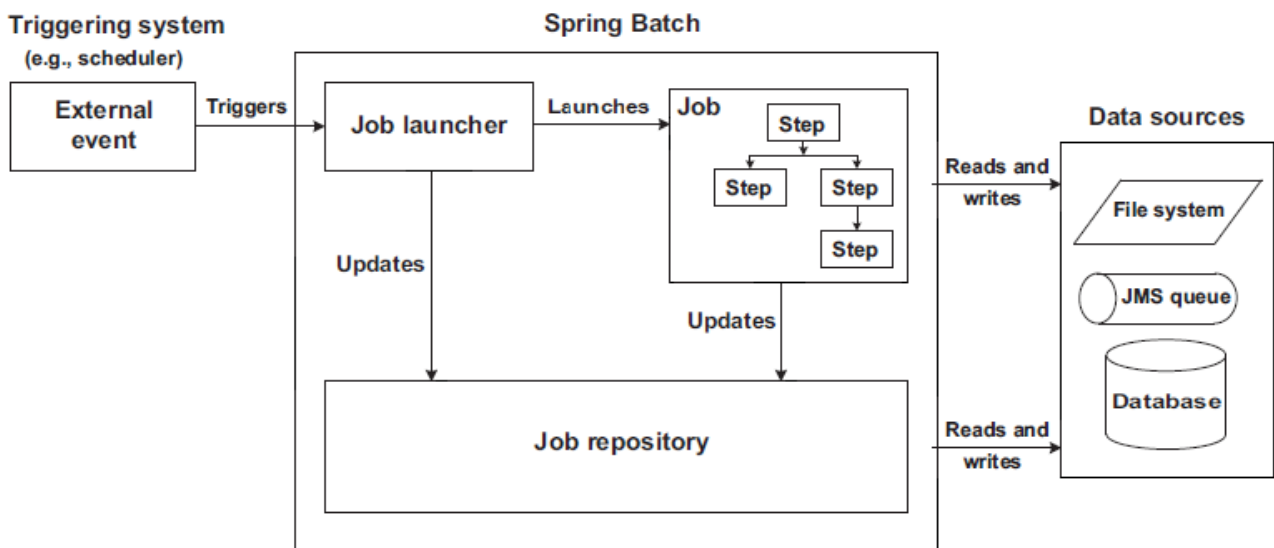 Triggering system
(e.g., scheduler)
Spring Batch
External
event
Triggers
Job launcher
Launches
Job
Step
Step
Step
Step
Data sources
Reads and
writes
File system
JMS queue
Database
Updates
Updates
Job repository
Reads and
writes